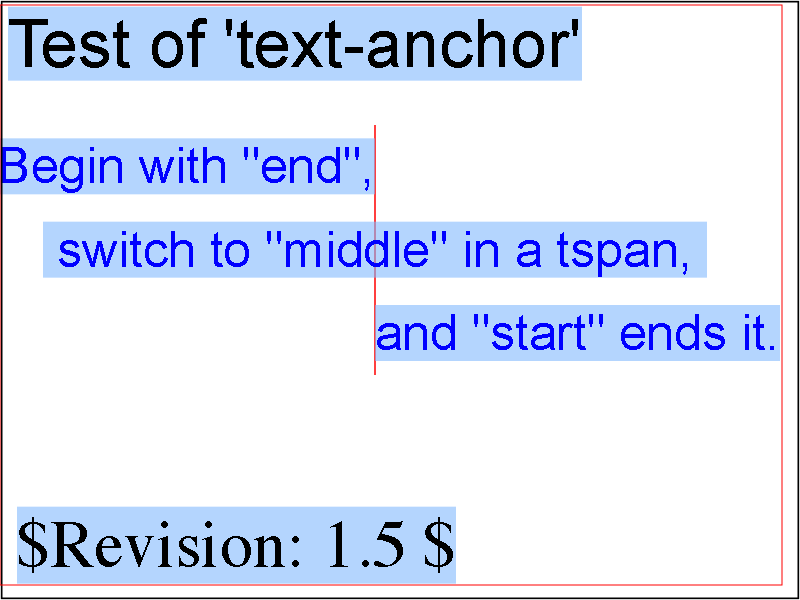 Test of 'text-anchor'
Begin with "end",
switch to "middle" in a tspan,
and "start" ends it.
$Revision: 1.5 $